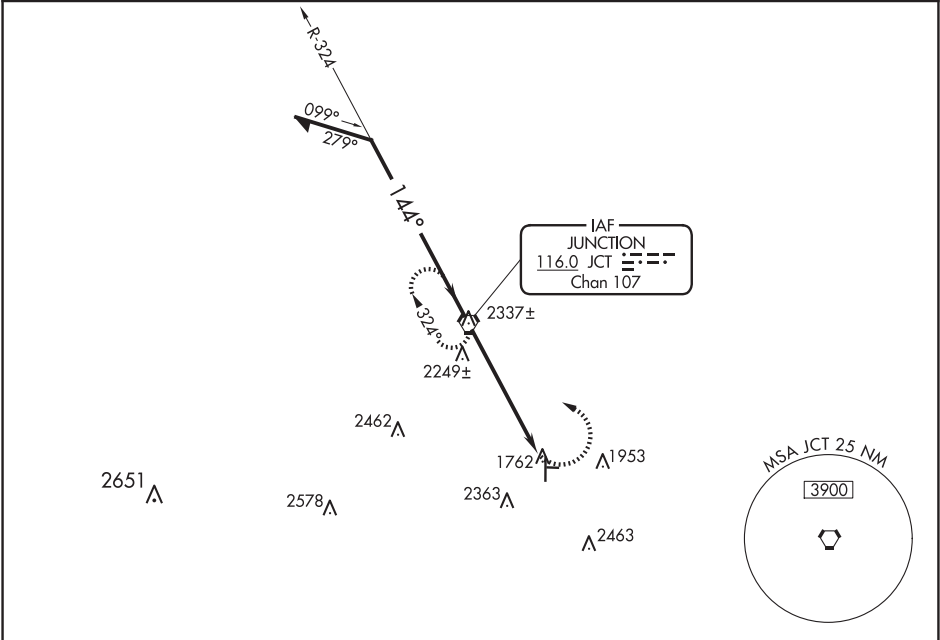 R-324
099°
279°
144°
IAF
JUNCTION
116.0 JCT
Chan 107
2337±
324°
2249±
2462
1762
1953
MSA JCT 25 NM
3900
2651
2578
2363
2463